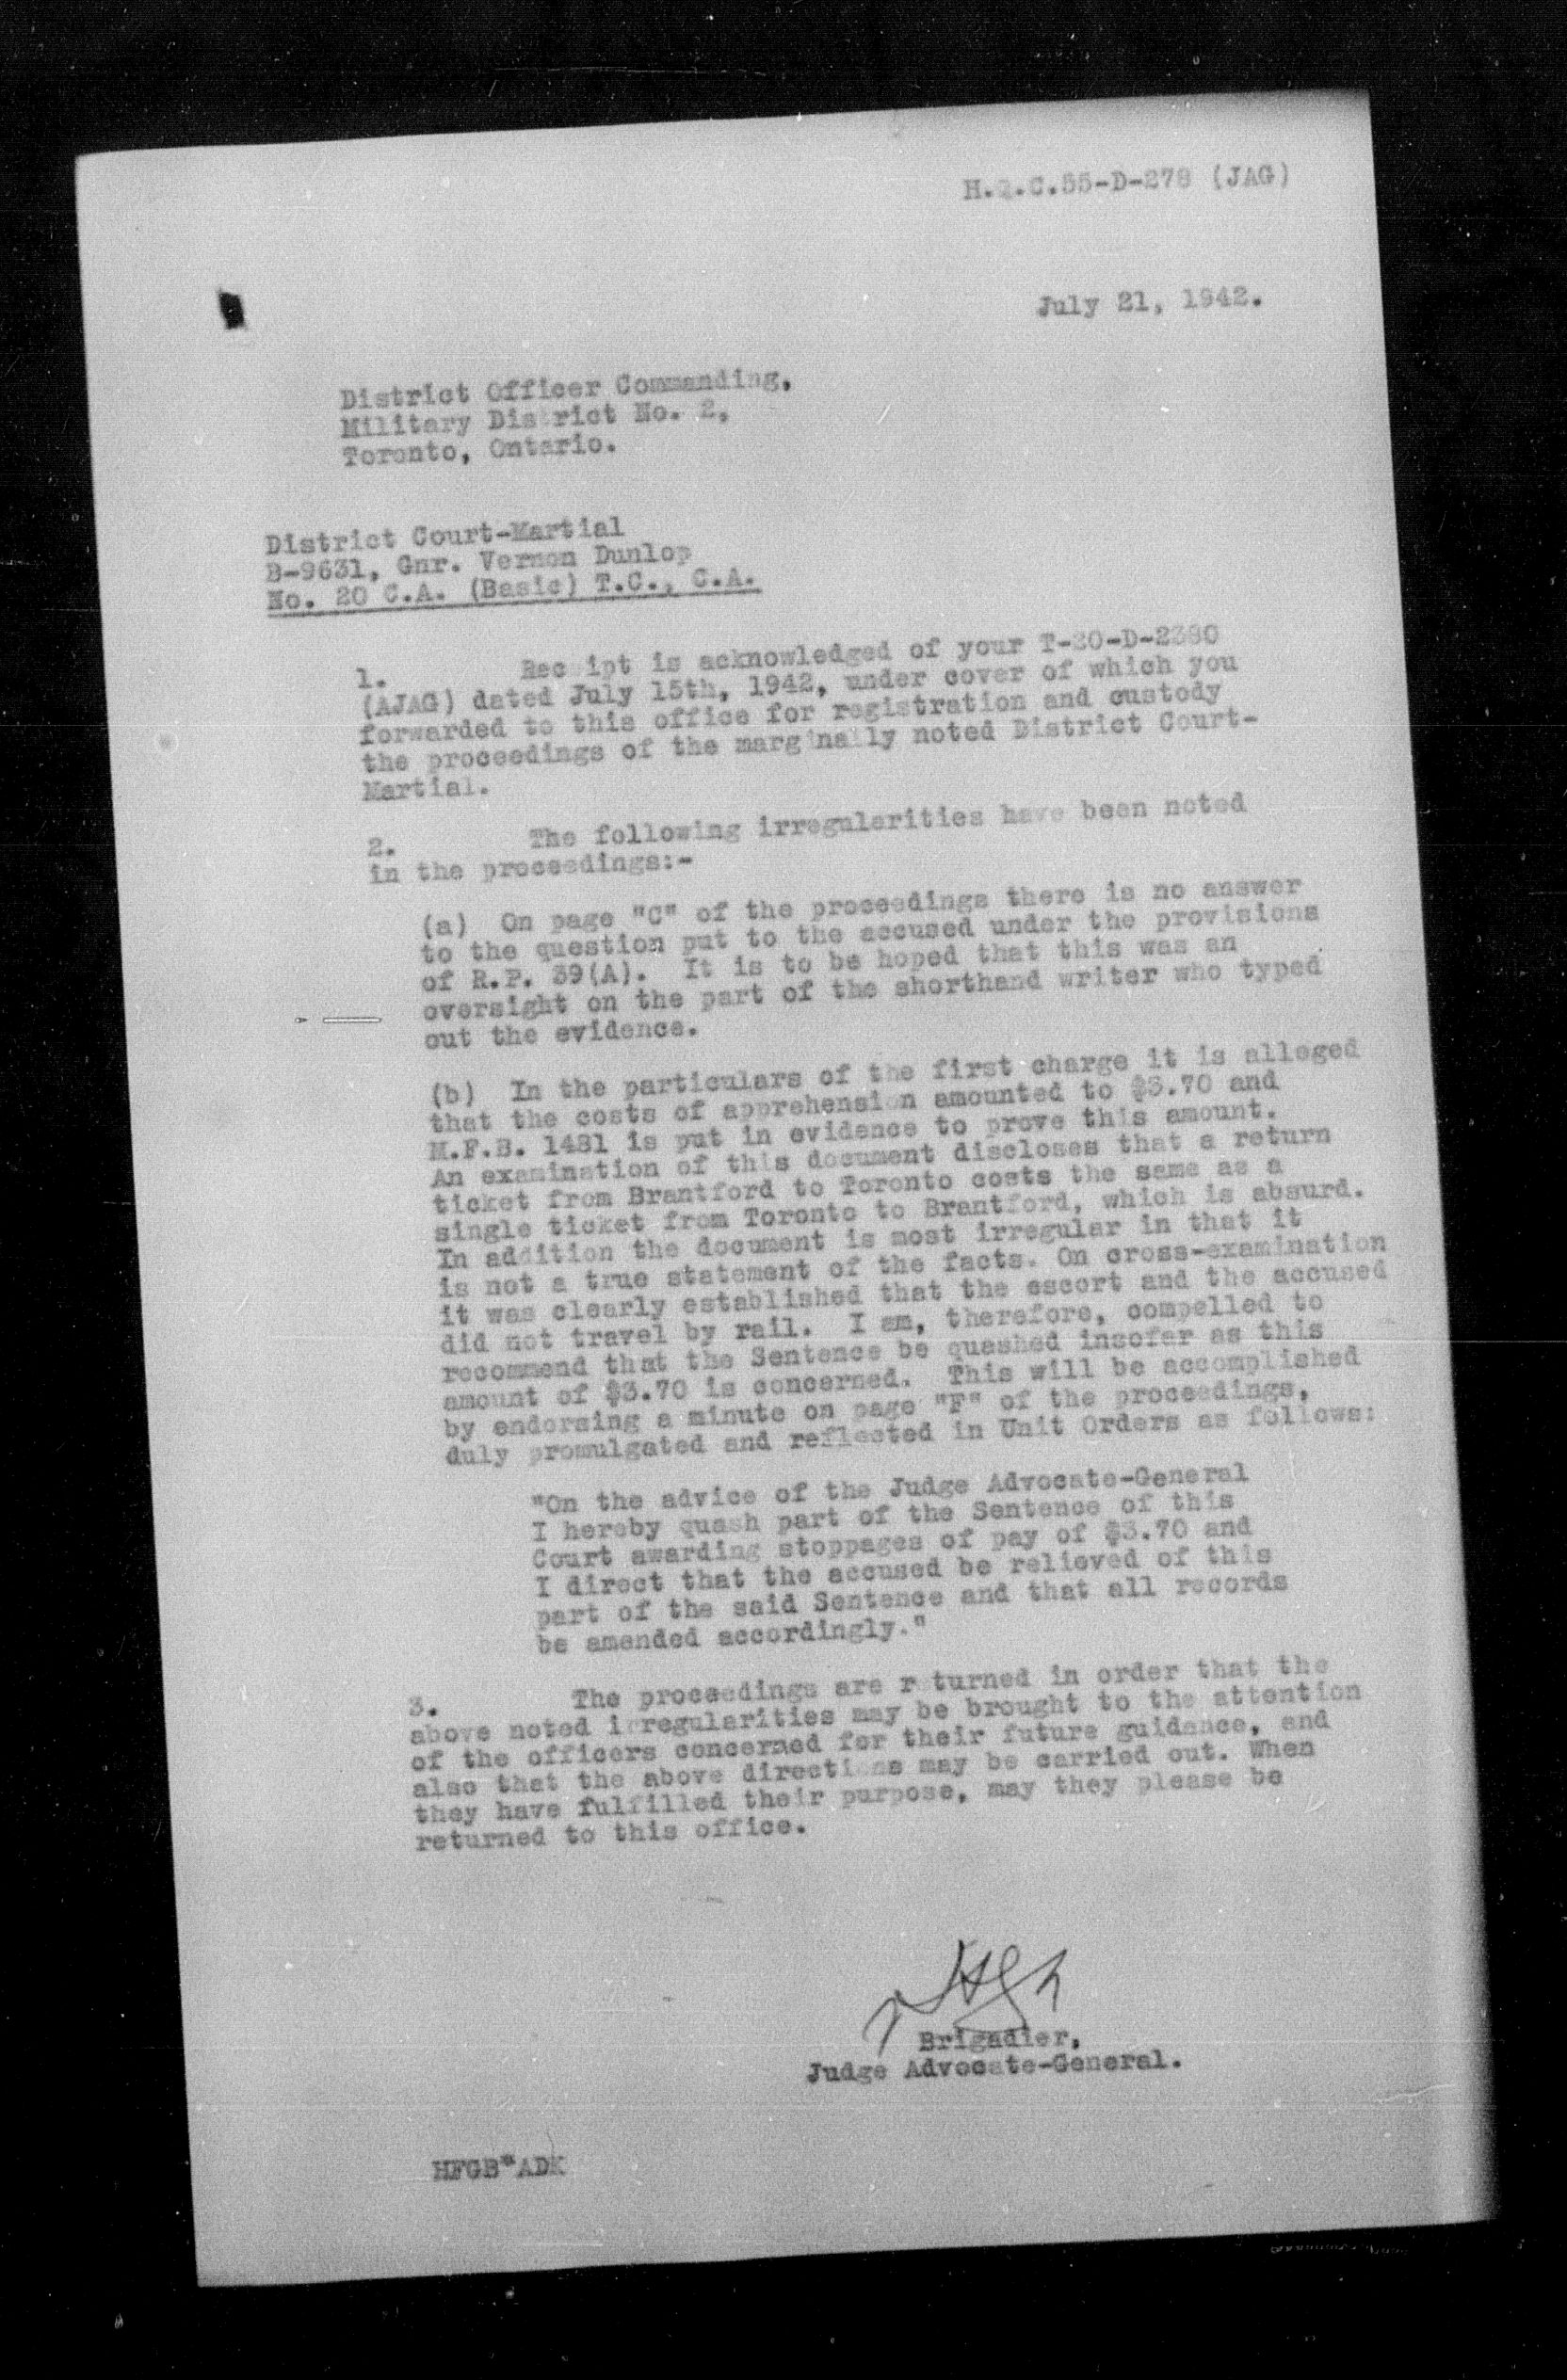 H.Q.C.55-D-278 (JAG)
July 21, 1942.
District Officer Commanding,
Military District No. 2,
Toronto, Ontario.
District Court-Martial
B-9631, Gnr. Vernon Dunlop
No. 20 C.A. (Basic) T.C., C.A.
1. Receipt is acknowledged of your T-20-D-2380
(AJAG) dated July 15th, 1942, under cover of which you
forwarded to this office for registration and custody
the proceedings of the marginally noted District Court-
Martial.
2. The following irregularities have been noted
in the proceedings:-
(a) On page "C" of the proceedings there is no answer
to the question put to the accused under the provisions
of R.P. 39(A). It is to be hoped that this was an
oversight on the part of the shorthand writer who typed
out the evidence.
(b) In the particulars of the first charge it is alleged
that the costs of apprehension amounted to $3.70 and
M.F.B. 1481 is put in evidence to prove this amount.
An examination of this document discloses that a return
ticket from Brantford to Toronto costs the same as a
single ticket from Toronto to Brantford, which is absurd.
In addition the document is most irregular in that it
is not a true statement of the facts. On cross-examination
it was clearly established that the escort and the accused
did not travel by rail. I am, therefore, compelled to
recommend that the Sentence be quashed insofar as this
amount of $3.70 is concerned. This will be accomplished
by endorsing a minute on page "F" of the proceedings,
duly promulgated and reflected in Unit Orders as follows:
"On the advice of the Judge Advocate-General
I hereby quash part of the Sentence of this
Court awarding stoppages of pay of $3.70 and
I direct that the accused be relieved of this
part of the said Sentence and that all records
be amended accordingly."
3. The proceedings are returned in order that the
above noted irregularities may be brought to the attention
of the officers concerned for their future guidance, and
also that the above directions may be carried out. When
they have fulfilled their purpose, may they please be
returned to this office.
Brigadier,
Judge Advocate-General.
HFGB*ADK